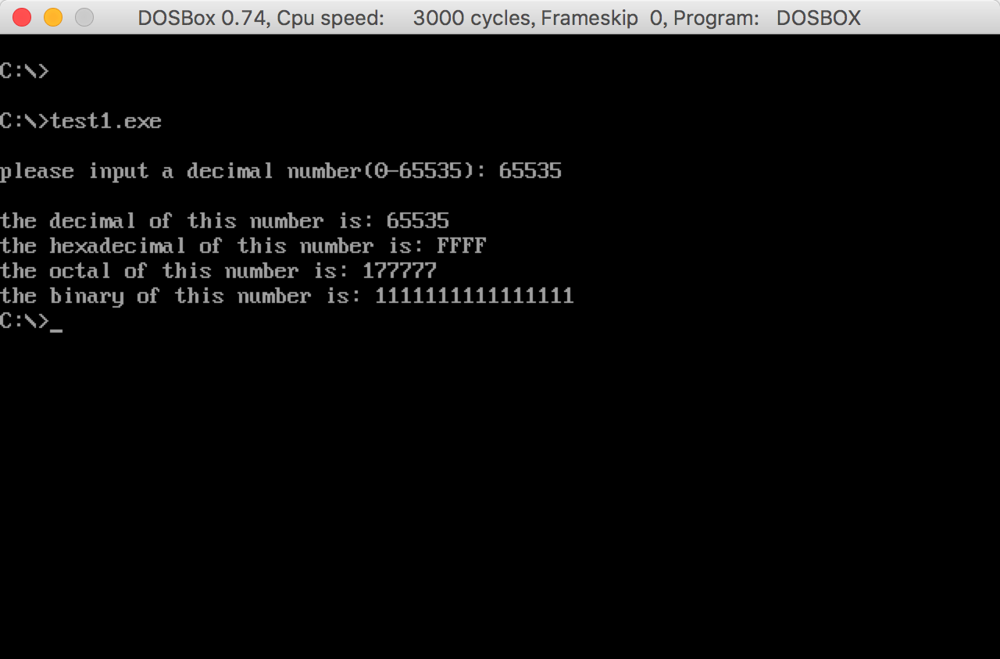 DOSBox 0.74, Cpu speed: 3000 cycles, Frameskip 0, Program: DOSBOX
C:\>
C:\>test1.exe
please input a decimal number(0-65535): 65535
the decimal of this number is: 65535
the hexadecimal of this number is: FFFF
the octal of this number is: 177777
the binary of this number is: 1111111111111111
C:\>_